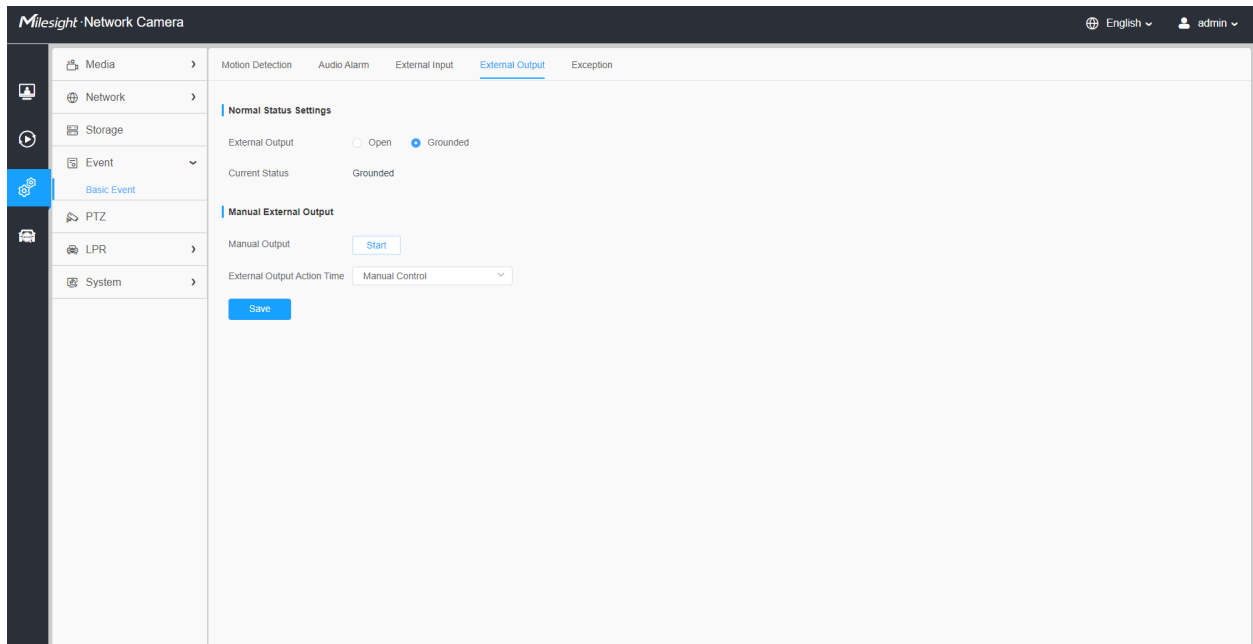 Milesight · Network Camera
English
admin
Media
Network
Storage
Event
Basic Event
PTZ
LPR
System
Motion Detection Audio Alarm External Input External Output Exception
Normal Status Settings
External Output Open Grounded
Current Status Grounded
Manual External Output
Manual Output Start
External Output Action Time Manual Control
Save